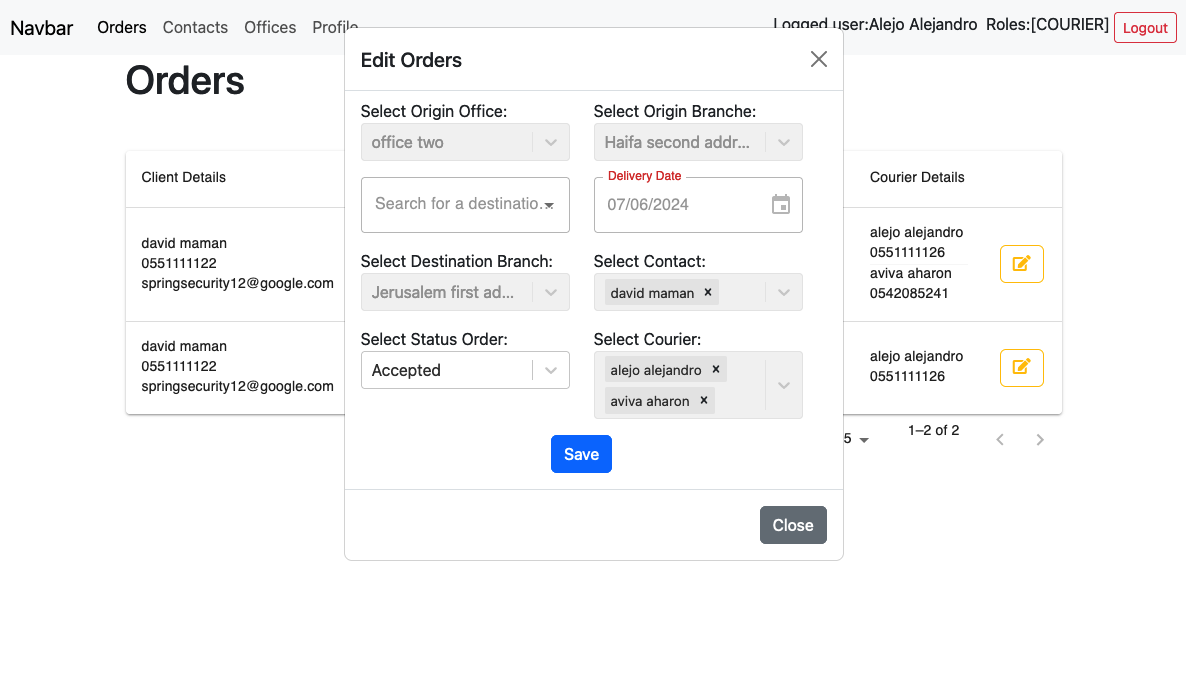 Navbar Orders Contacts Offices Profile Logged user:Alejo Alejandro Roles:[COURIER] Logout
Orders
Client Details
david maman
0551111122
springsecurity12@google.com
david maman
0551111122
springsecurity12@google.com
Edit Orders
Select Origin Office:
office two
Select Origin Branche:
Haifa second addr...
Search for a destinatio...
Delivery Date
07/06/2024
Select Destination Branch:
Jerusalem first ad...
Select Contact:
david maman ×
Select Status Order:
Accepted
Select Courier:
alejo alejandro ×
aviva aharon ×
Save
Close
Courier Details
alejo alejandro
0551111126
aviva aharon
0542085241
alejo alejandro
0551111126
5 1–2 of 2